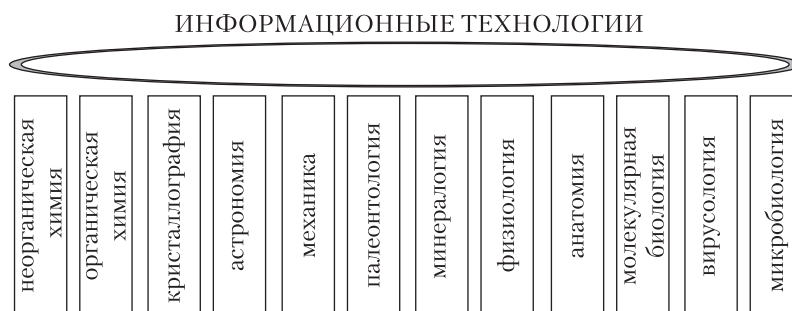 ИНФОРМАЦИОННЫЕ ТЕХНОЛОГИИ
неорганическая
химия
органическая
химия
кристаллография
астрономия
механика
палеонтология
минералогия
физиология
анатомия
молекулярная
биология
вирусология
микробиология